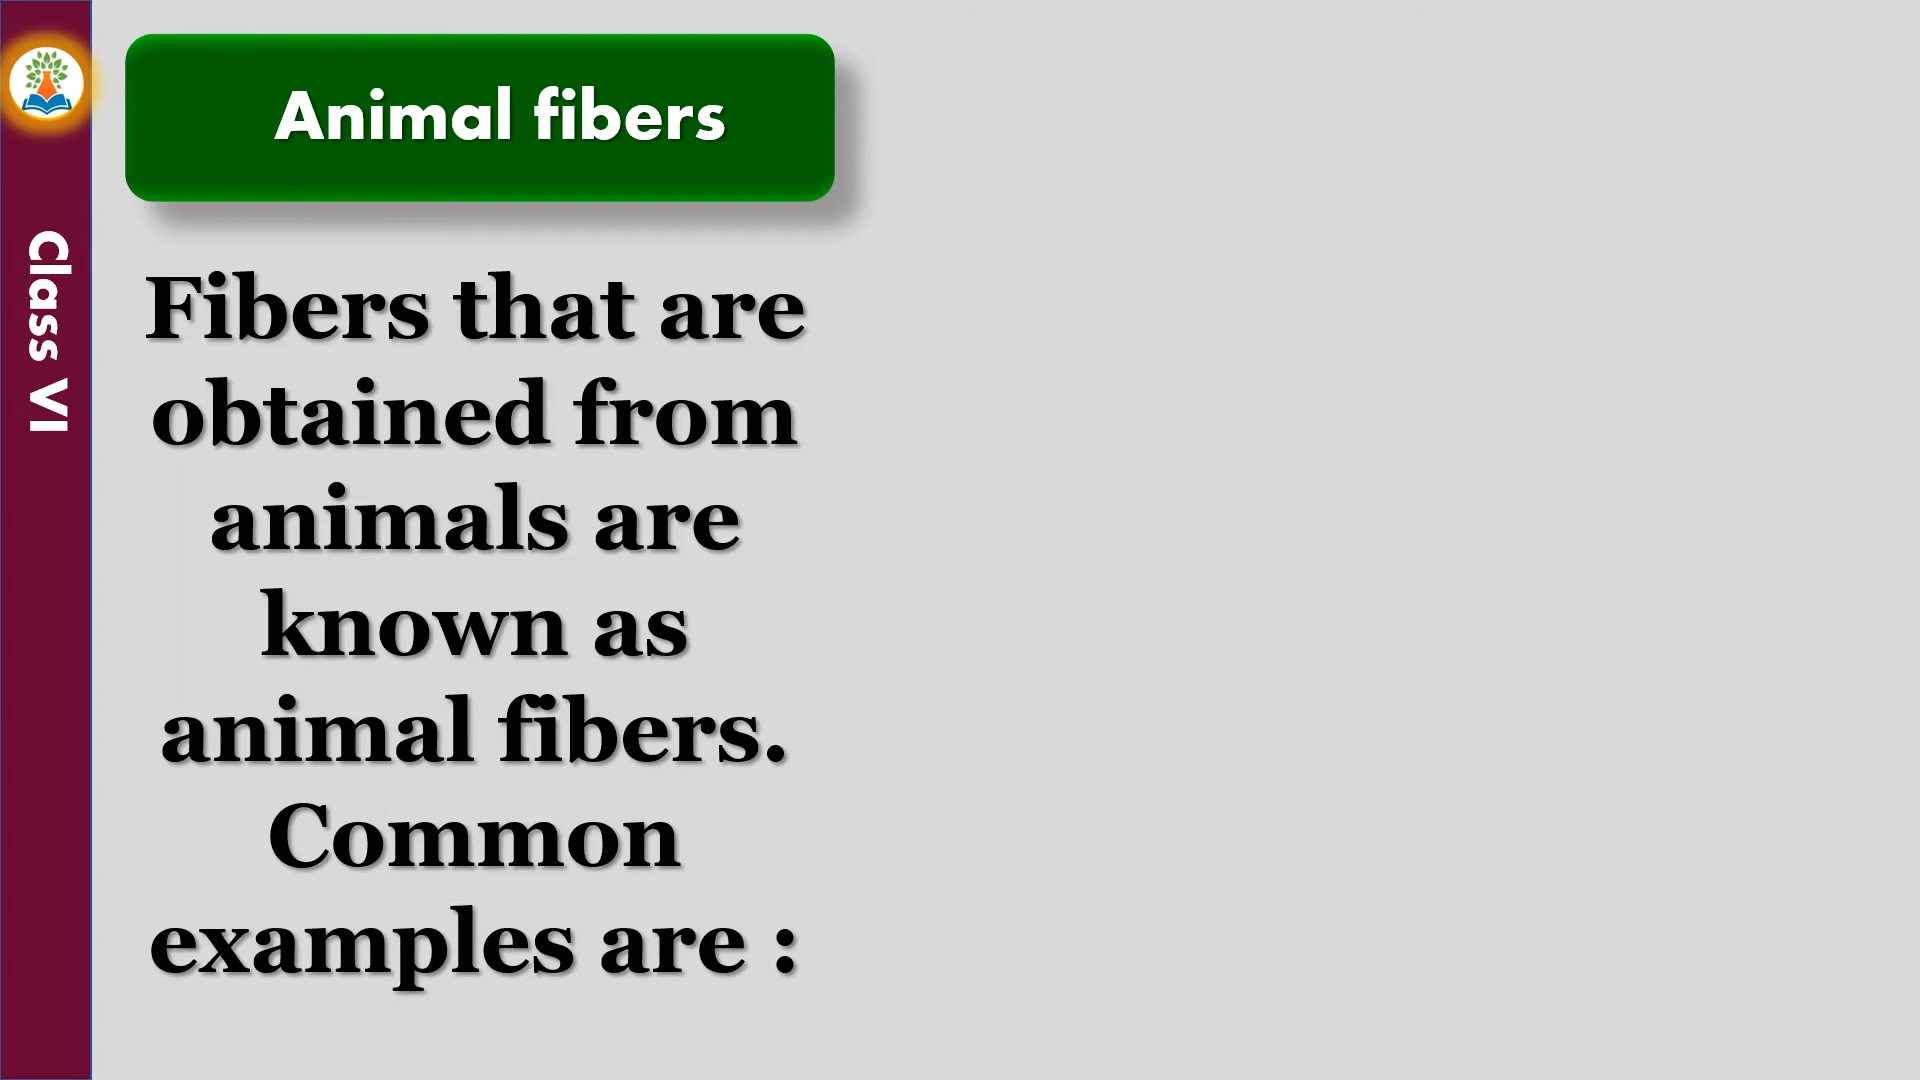 Animal fibers
Class VI
Fibers that are
obtained from
animals are
known as
animal fibers.
Common
examples are :